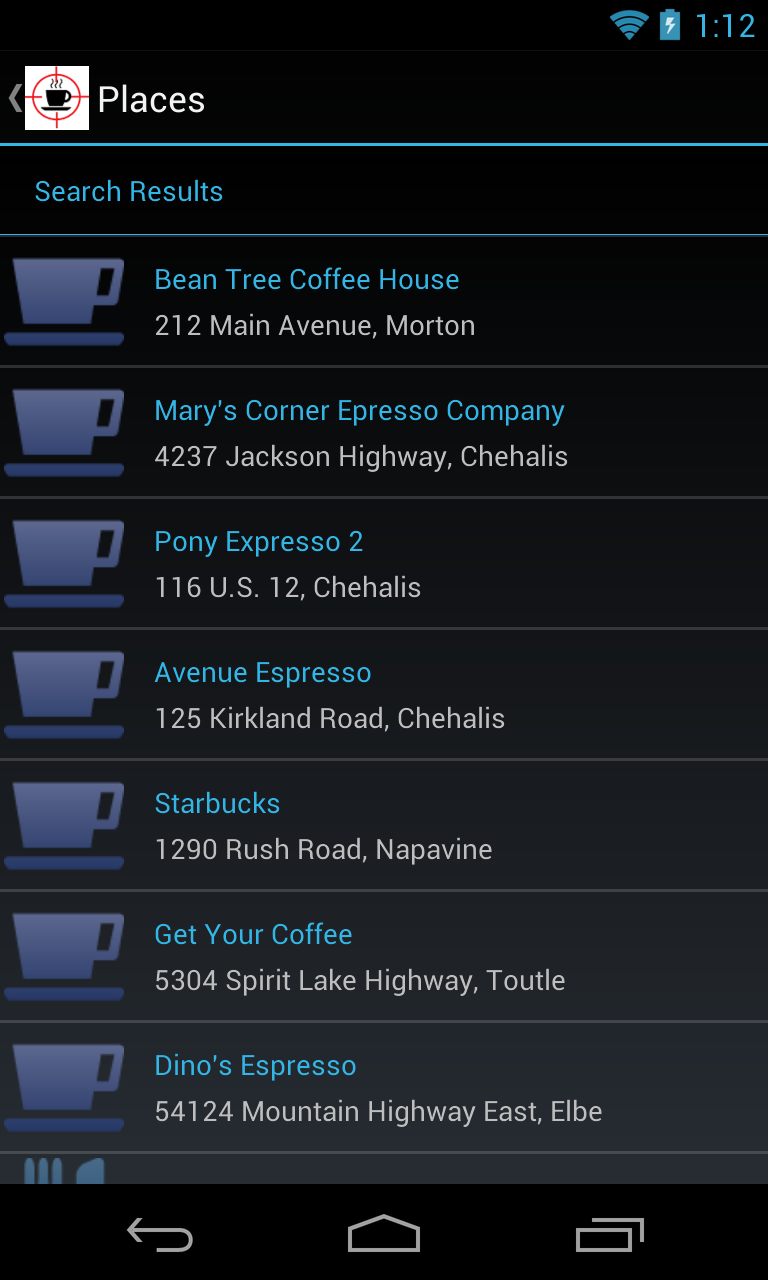 1:12
Places
Search Results
Bean Tree Coffee House
212 Main Avenue, Morton
Mary's Corner Epresso Company
4237 Jackson Highway, Chehalis
Pony Expresso 2
116 U.S. 12, Chehalis
Avenue Espresso
125 Kirkland Road, Chehalis
Starbucks
1290 Rush Road, Napavine
Get Your Coffee
5304 Spirit Lake Highway, Toutle
Dino's Espresso
54124 Mountain Highway East, Elbe